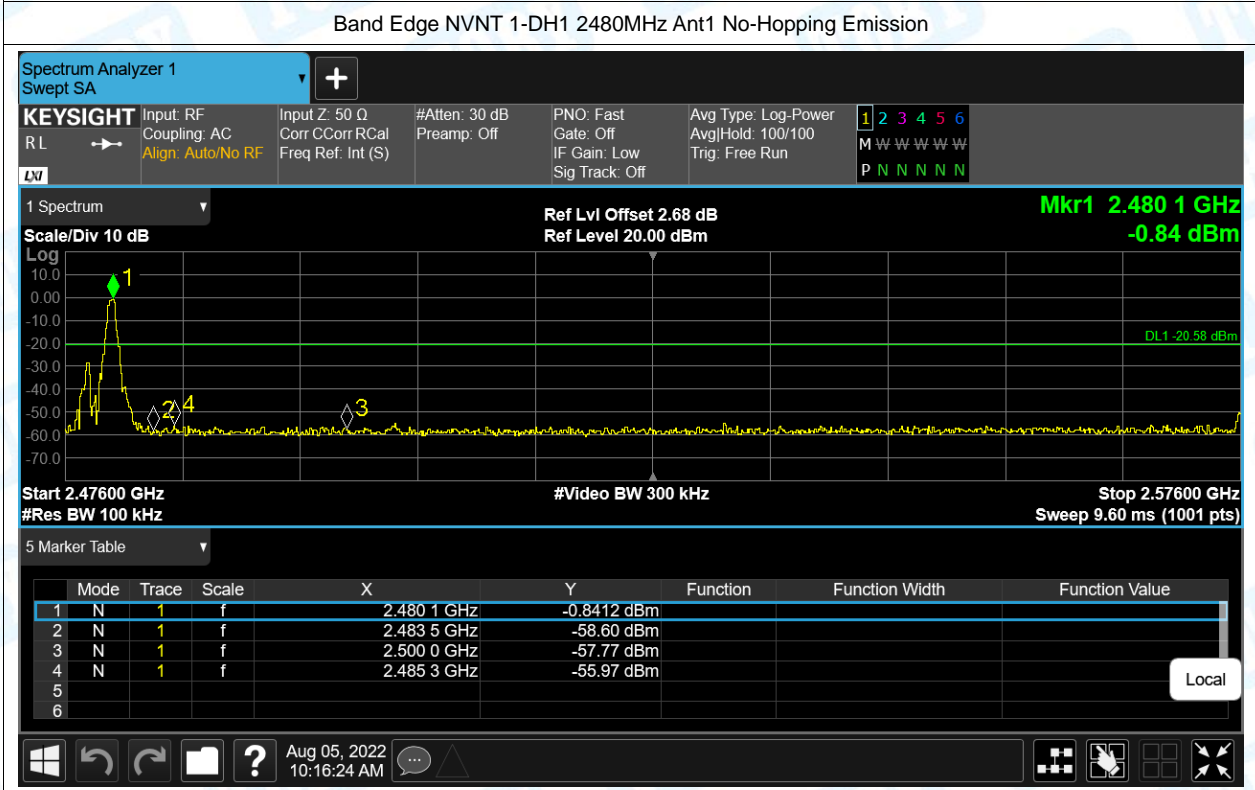 Band Edge NVNT 1-DH1 2480MHz Ant1 No-Hopping Emission
Spectrum Analyzer 1
Swept SA
KEYSIGHT
R L
LXI
Input: RF
Coupling: AC
Align: Auto/No RF
Input Z: 50 Ω
Corr CCorr RCal
Freq Ref: Int (S)
#Atten: 30 dB
Preamp: Off
PNO: Fast
Gate: Off
IF Gain: Low
Sig Track: Off
Avg Type: Log-Power
Avg|Hold: 100/100
Trig: Free Run
1 2 3 4 5 6
M W W W W W
P N N N N N
1 Spectrum
Scale/Div 10 dB
Ref Lvl Offset 2.68 dB
Ref Level 20.00 dBm
Mkr1 2.480 1 GHz
-0.84 dBm
Log
10.0
0.00
-10.0
-20.0
-30.0
-40.0
-50.0
-60.0
-70.0
1
DL1 -20.58 dBm
2 4
3
Start 2.47600 GHz
#Res BW 100 kHz
#Video BW 300 kHz
Stop 2.57600 GHz
Sweep 9.60 ms (1001 pts)
5 Marker Table
Mode Trace Scale X Y Function Function Width Function Value
1 N 1 f 2.480 1 GHz -0.8412 dBm
2 N 1 f 2.483 5 GHz -58.60 dBm
3 N 1 f 2.500 0 GHz -57.77 dBm
4 N 1 f 2.485 3 GHz -55.97 dBm
5
6
Local
?
Aug 05, 2022
10:16:24 AM